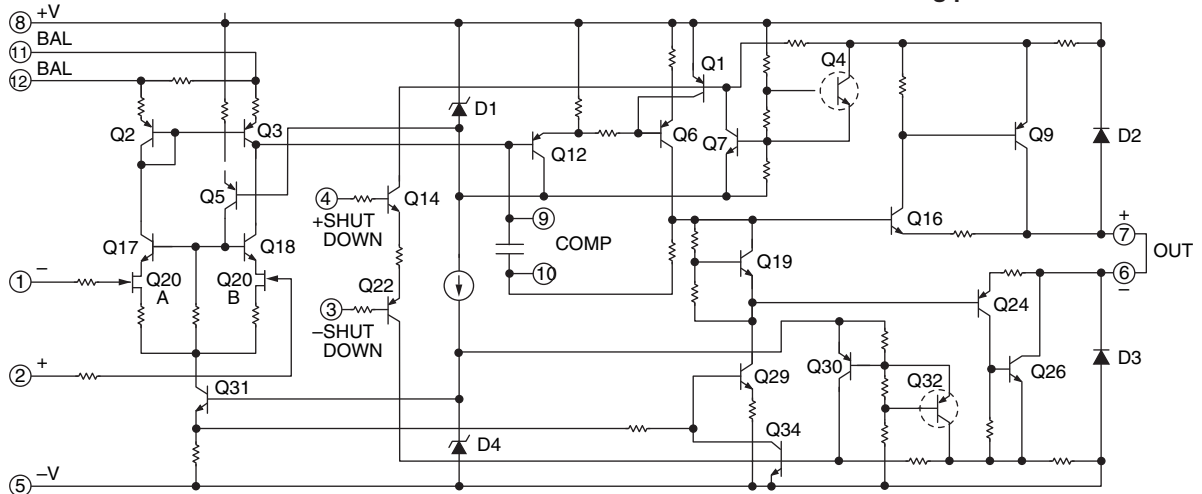 8 +V
11 BAL
12 BAL
Q1
Q4
D1
Q2
Q3
Q6
Q7
Q9
D2
Q12
Q5
4
+SHUT
DOWN
Q14
9
COMP
10
Q16
+
7
OUT
6
−
Q17
Q18
Q19
1 −
Q20
A
Q20
B
Q22
3
−SHUT
DOWN
Q24
D3
2 +
Q31
Q30
Q32
Q26
Q29
D4
Q34
5 −V